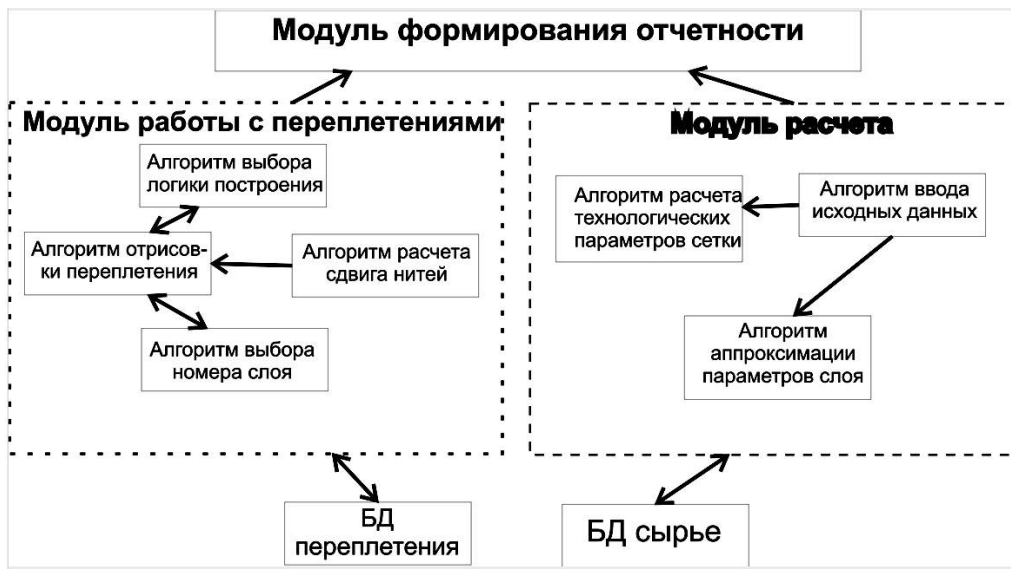 Модуль формирования отчетности
Модуль работы с переплетениями
Алгоритм выбора
логики построения
Алгоритм отрисов-
ки переплетения
Алгоритм расчета
сдвига нитей
Алгоритм выбора
номера слоя
Модуль расчета
Алгоритм расчета
технологических
параметров сетки
Алгоритм ввода
исходных данных
Алгоритм
аппроксимации
параметров слоя
БД
переплетения
БД сырье